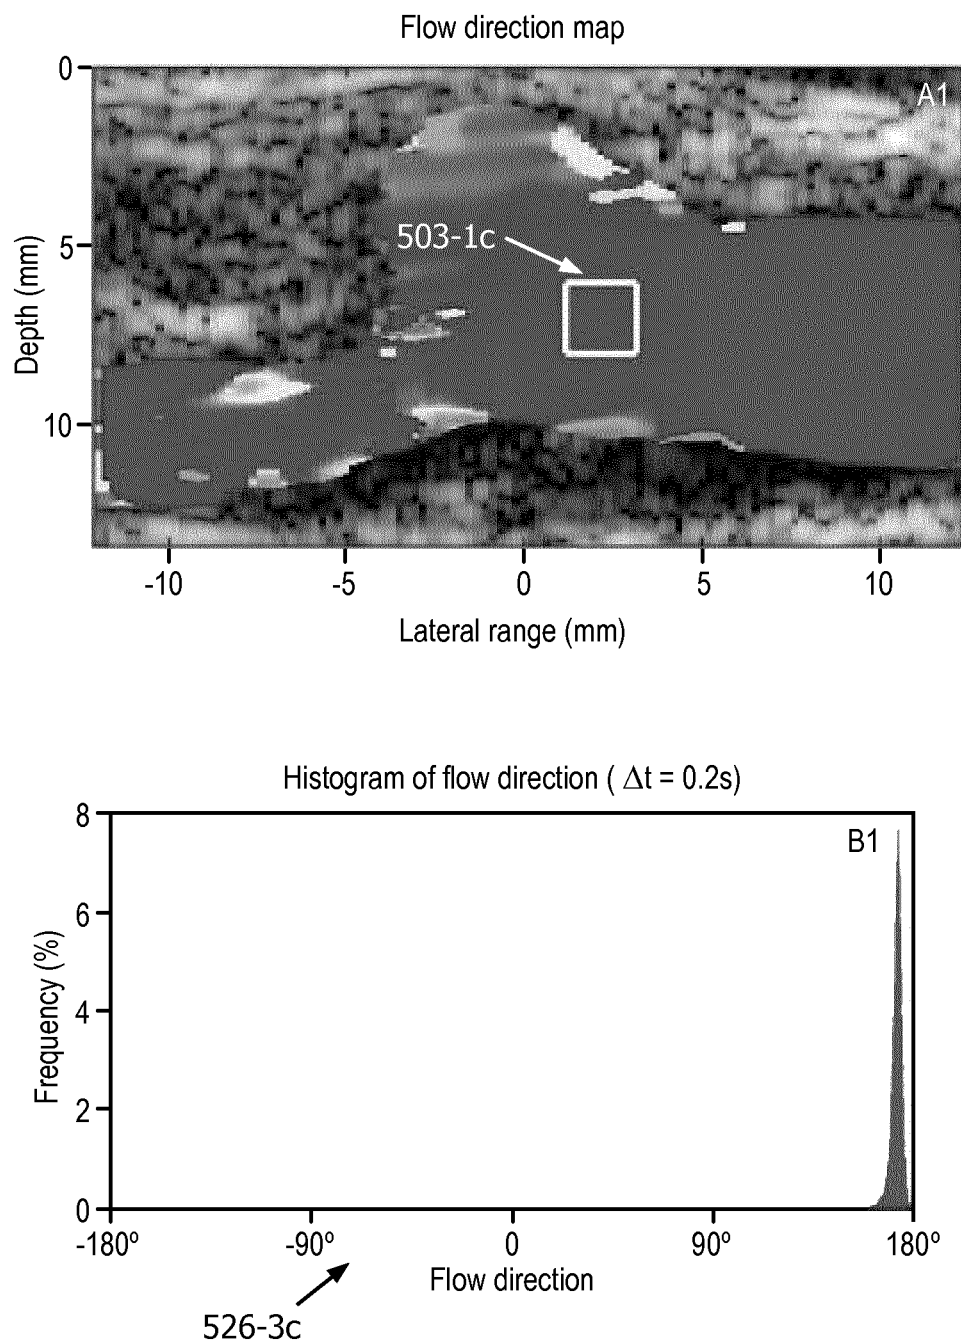 Flow direction map
A1
503-1c
0
5
10
Depth (mm)
-10 -5 0 5 10
Lateral range (mm)
Histogram of flow direction ( Δt = 0.2s)
B1
8
6
4
2
0
Frequency (%)
-180º -90º 0 90º 180º
Flow direction
526-3c